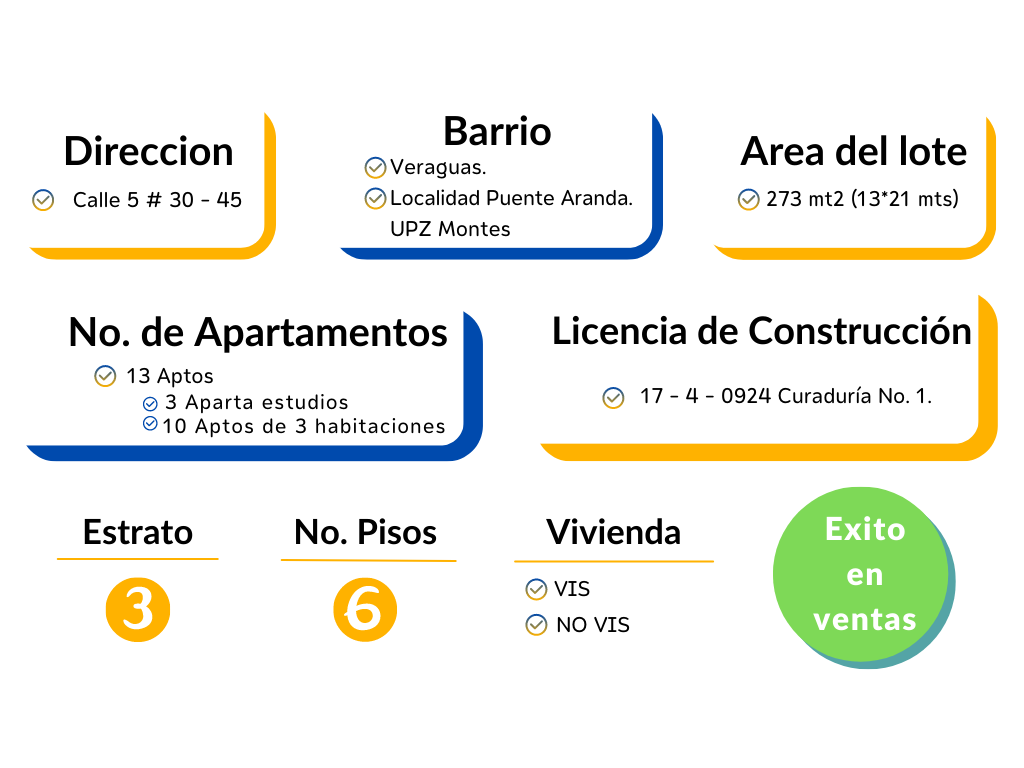 Direccion
Calle 5 # 30 - 45
Barrio
Veraguas.
Localidad Puente Aranda.
UPZ Montes
Area del lote
273 mt2 (13*21 mts)
No. de Apartamentos
13 Aptos
3 Aparta estudios
10 Aptos de 3 habitaciones
Licencia de Construcción
17 - 4 - 0924 Curaduría No. 1.
Estrato
3
No. Pisos
6
Vivienda
VIS
NO VIS
Exito
en
ventas